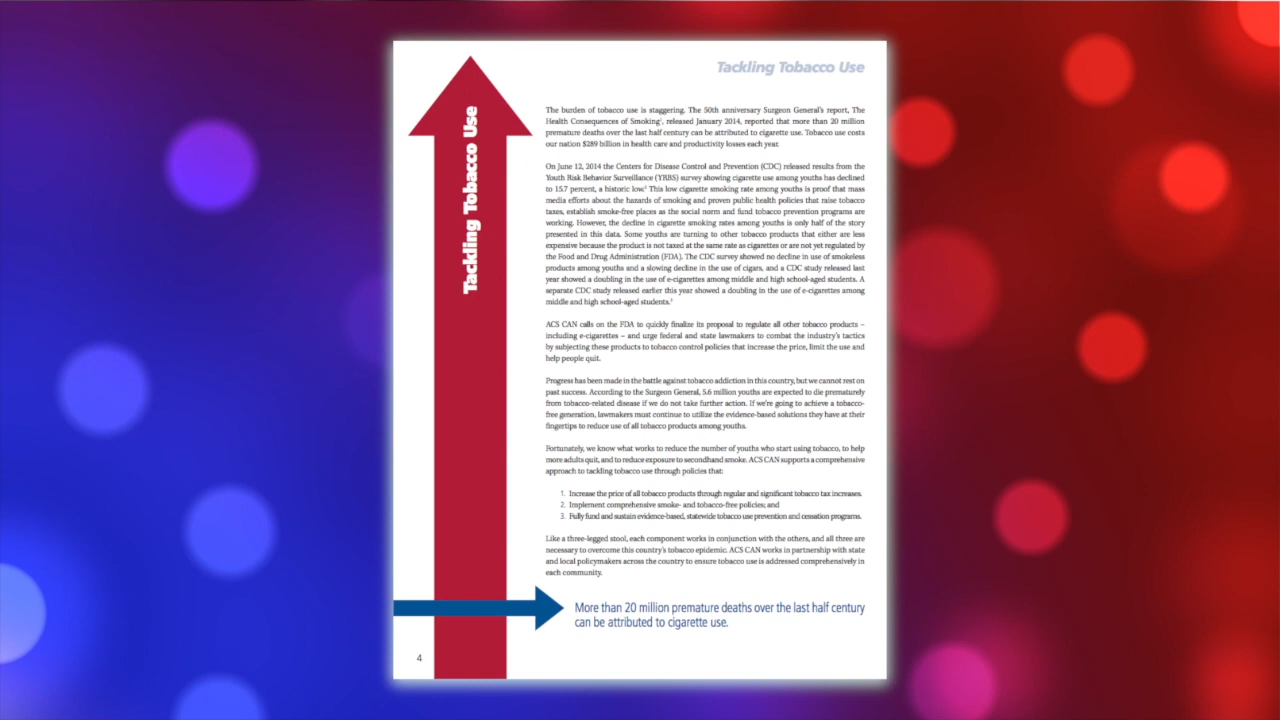 Tackling Tobacco Use
Tackling Tobacco Use
The burden of tobacco use is staggering. The 50th anniversary Surgeon General's report, The
Health Consequences of Smoking¹, released January 2014, reported that more than 20 million
premature deaths over the last half century can be attributed to cigarette use. Tobacco use costs
our nation $289 billion in health care and productivity losses each year.
On June 12, 2014 the Centers for Disease Control and Prevention (CDC) released results from the
Youth Risk Behavior Surveillance (YRBS) survey showing cigarette use among youths has declined
to 15.7 percent, a historic low.² This low cigarette smoking rate among youths is proof that mass
media efforts about the hazards of smoking and proven public health policies that raise tobacco
taxes, establish smoke-free places as the social norm and fund tobacco prevention programs are
working. However, the decline in cigarette smoking rates among youths is only half of the story
presented in this data. Some youths are turning to other tobacco products that either are less
expensive because the product is not taxed at the same rate as cigarettes or are not yet regulated by
the Food and Drug Administration (FDA). The CDC survey showed no decline in use of smokeless
products among youths and a slowing decline in the use of cigars, and a CDC study released last
year showed a doubling in the use of e-cigarettes among middle and high school-aged students. A
separate CDC study released earlier this year showed a doubling in the use of e-cigarettes among
middle and high school-aged students.³
ACS CAN calls on the FDA to quickly finalize its proposal to regulate all other tobacco products –
including e-cigarettes – and urge federal and state lawmakers to combat the industry's tactics
by subjecting these products to tobacco control policies that increase the price, limit the use and
help people quit.
Progress has been made in the battle against tobacco addiction in this country, but we cannot rest on
past success. According to the Surgeon General, 5.6 million youths are expected to die prematurely
from tobacco-related disease if we do not take further action. If we're going to achieve a tobacco-
free generation, lawmakers must continue to utilize the evidence-based solutions they have at their
fingertips to reduce use of all tobacco products among youths.
Fortunately, we know what works to reduce the number of youths who start using tobacco, to help
more adults quit, and to reduce exposure to secondhand smoke. ACS CAN supports a comprehensive
approach to tackling tobacco use through policies that:
1. Increase the price of all tobacco products through regular and significant tobacco tax increases.
2. Implement comprehensive smoke- and tobacco-free policies; and
3. Fully fund and sustain evidence-based, statewide tobacco use prevention and cessation programs.
Like a three-legged stool, each component works in conjunction with the others, and all three are
necessary to overcome this country's tobacco epidemic. ACS CAN works in partnership with state
and local policymakers across the country to ensure tobacco use is addressed comprehensively in
each community.
More than 20 million premature deaths over the last half century
can be attributed to cigarette use.
4